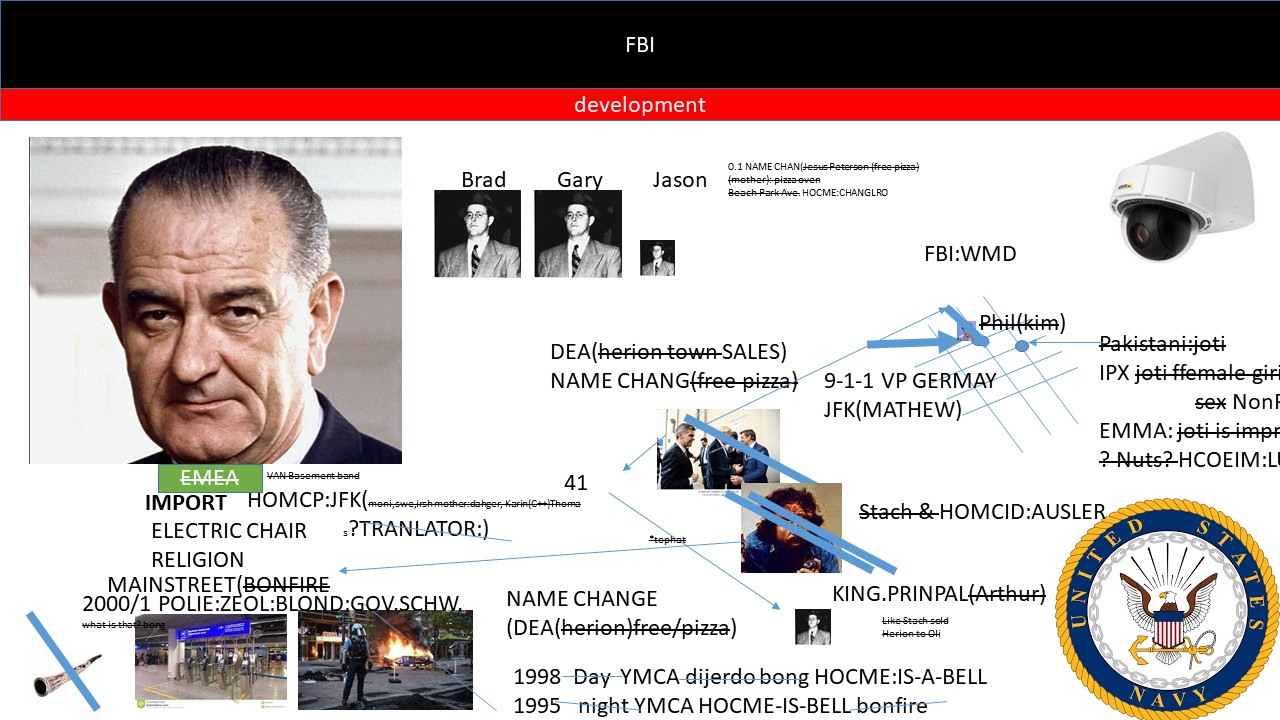 FBI
development
Brad Gary Jason
0.1 NAME CHAN(Jesus Peterson (free pizza)
(mother): pizza oven
Beach Park Ave. HOCME:CHANGLRO
FBI:WMD
Phil(kim)
DEA(herion town SALES)
NAME CHANG(free pizza)
9-1-1 VP GERMAY
JFK(MATHEW)
Pakistani:joti
IPX joti ffemale giri
sex NonF
EMMA: joti is impr
? Nuts? HCOEIM:LU
EMEA
VAN Basement band
41
IMPORT
HOMCP:JFK(moni,swe,irsh mother:dahger, Karin(C++)Thoma
s?TRANLATOR:)
ELECTRIC CHAIR
RELIGION
MAINSTREET(BONFIRE
2000/1 POLIE:ZEOL:BLOND:GOV.SCHW.
what is that? bong
*tophat
Stach & HOMCID:AUSLER
KING.PRINPAL(Arthur)
Like Stach sold
Herion to Oli
NAME CHANGE
(DEA(herion)free/pizza)
1998 Day YMCA dijerdo bong HOCME:IS-A-BELL
1995 night YMCA HOCME-IS-BELL bonfire
UNITED STATES
NAVY